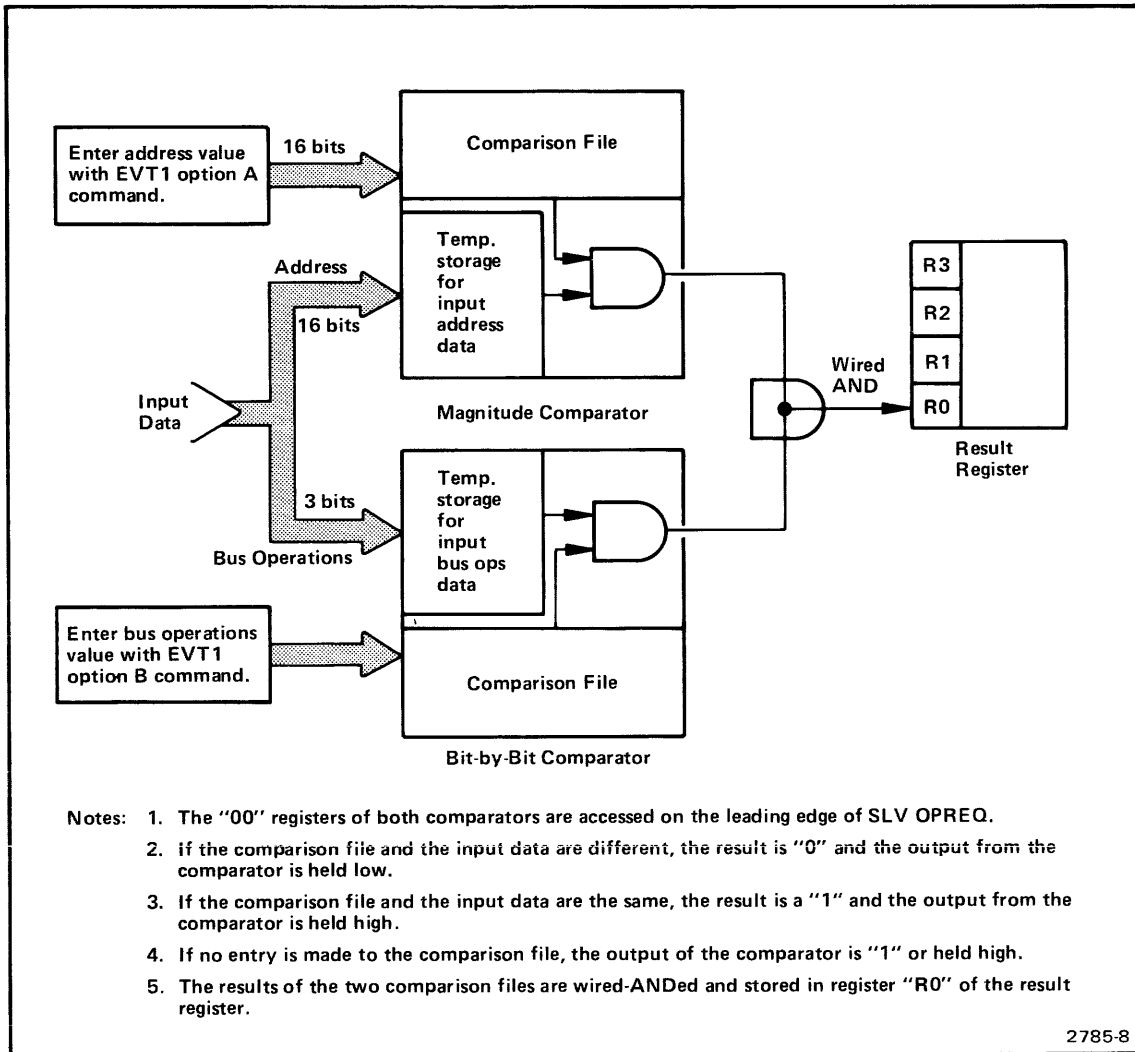 Enter address value
with EVT1 option A
command.
16 bits
Comparison File
Address
16 bits
Temp.
storage
for
input
address
data
Magnitude Comparator
Input
Data
Wired
AND
R3
R2
R1
R0
Result
Register
3 bits
Bus Operations
Temp.
storage
for
input
bus ops
data
Enter bus operations
value with EVT1
option B command.
Comparison File
Bit-by-Bit Comparator
Notes: 1. The "00" registers of both comparators are accessed on the leading edge of SLV OPREQ.
2. If the comparison file and the input data are different, the result is "0" and the output from the
comparator is held low.
3. If the comparison file and the input data are the same, the result is a "1" and the output from the
comparator is held high.
4. If no entry is made to the comparison file, the output of the comparator is "1" or held high.
5. The results of the two comparison files are wired-ANDed and stored in register "R0" of the result
register.
2785-8